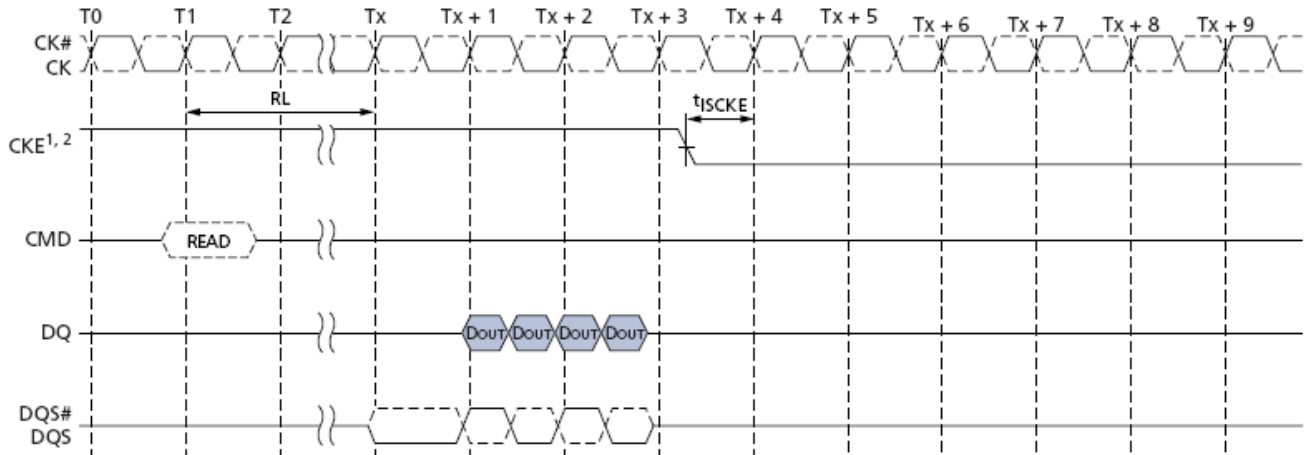 T0 T1 T2 Tx Tx + 1 Tx + 2 Tx + 3 Tx + 4 Tx + 5 Tx + 6 Tx + 7 Tx + 8 Tx + 9
CK#
CK
RL
tISCKE
CKE1, 2
CMD READ
DQ DOUT DOUT DOUT DOUT
DQS#
DQS